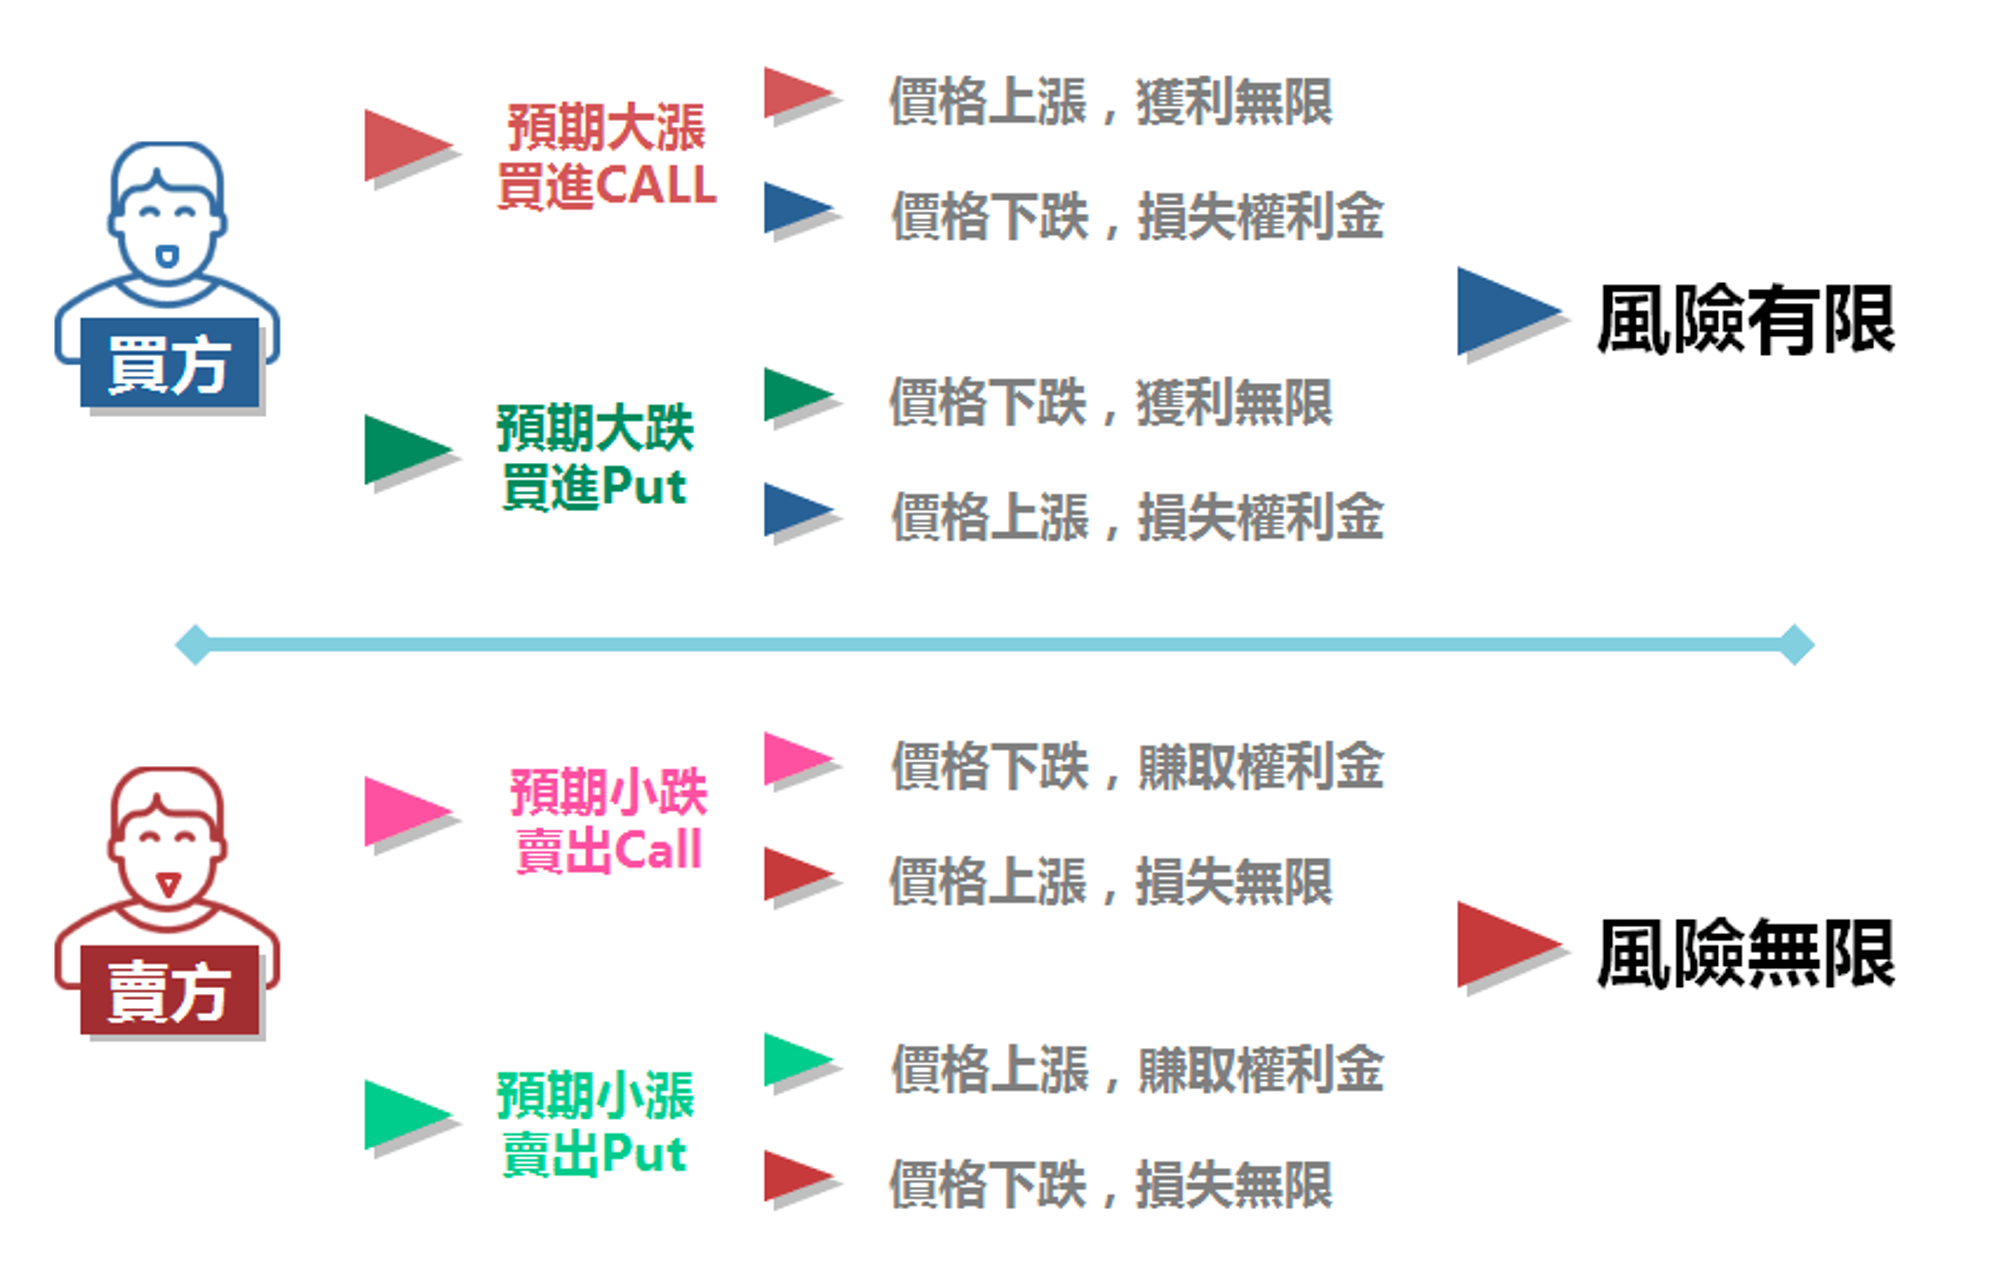 買方
預期大漲
買進CALL
價格上漲，獲利無限
價格下跌，損失權利金
預期大跌
買進Put
價格下跌，獲利無限
價格上漲，損失權利金
風險有限
賣方
預期小跌
賣出Call
價格下跌，賺取權利金
價格上漲，損失無限
預期小漲
賣出Put
價格上漲，賺取權利金
價格下跌，損失無限
風險無限